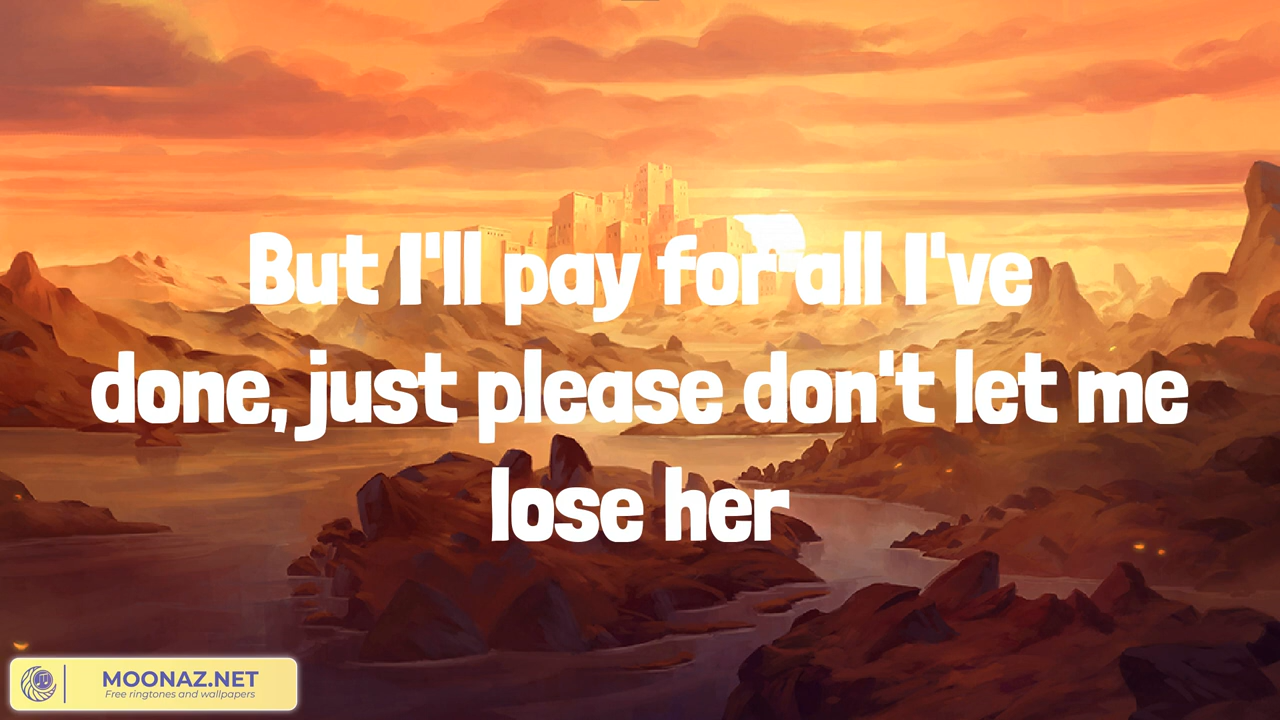 But I'll pay for all I've
done, just please don't let me
lose her
MOONAZ.NET
Free ringtones and wallpapers